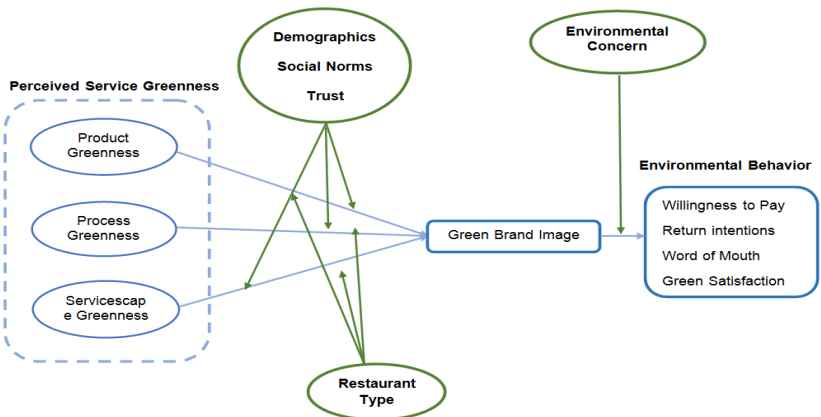 Demographics
Social Norms
Trust
Environmental
Concern
Perceived Service Greenness
Product
Greenness
Process
Greenness
Servicescap
e Greenness
Green Brand Image
Environmental Behavior
Willingness to Pay
Return intentions
Word of Mouth
Green Satisfaction
Restaurant
Type